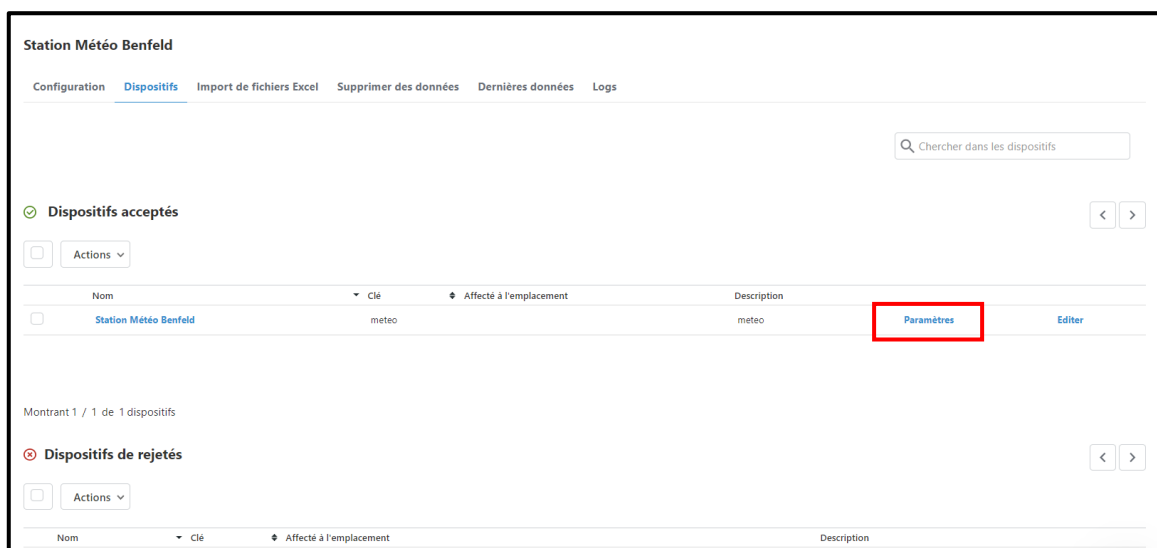 Station Météo Benfeld
Configuration Dispositifs Import de fichiers Excel Supprimer des données Dernières données Logs
Chercher dans les dispositifs
Dispositifs acceptés
Actions
Nom Clé Affecté à l'emplacement Description
Station Météo Benfeld meteo meteo Paramètres Editer
Montrant 1 / 1 de 1 dispositifs
Dispositifs de rejetés
Actions
Nom Clé Affecté à l'emplacement Description